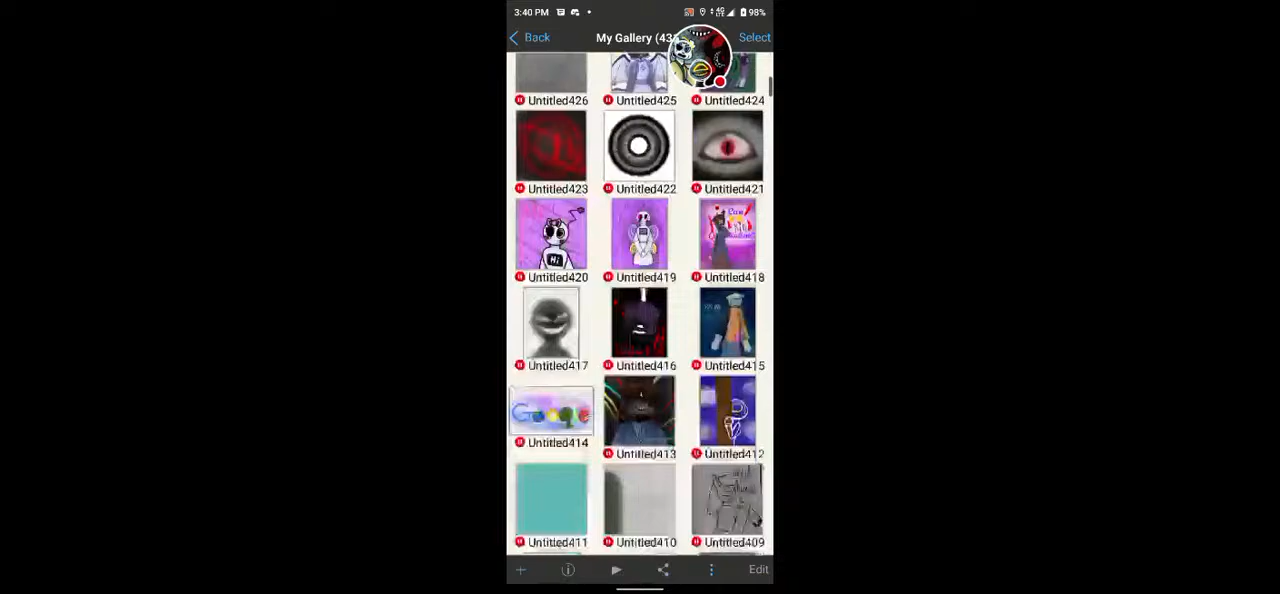 3:40 PM 4G 98%
Back My Gallery (43 Select
Untitled426 Untitled425 Untitled424
Untitled423 Untitled422 Untitled421
Hi
Untitled420 Untitled419 Untitled418
Untitled417 Untitled416 Untitled415
Google
Untitled414 Untitled413 Untitled412
Untitled411 Untitled410 Untitled409
Edit